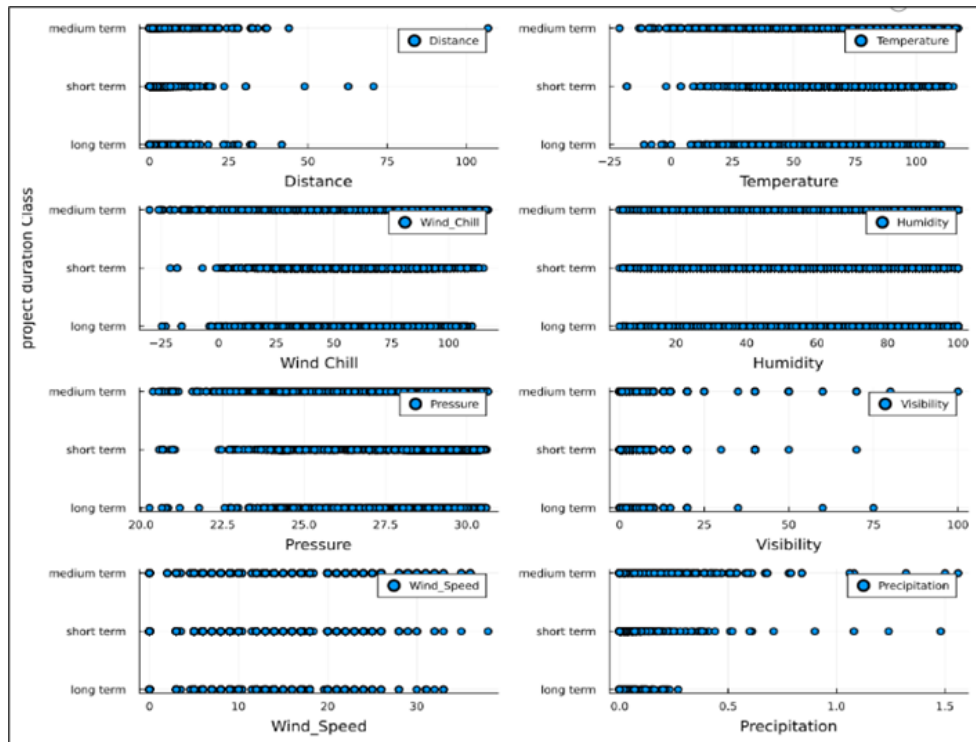 project duration Class
medium term
short term
long term
Distance
0 25 50 75 100
Distance
medium term
short term
long term
Temperature
−25 0 25 50 75 100
Temperature
medium term
short term
long term
Wind_Chill
−25 0 25 50 75 100
Wind Chill
medium term
short term
long term
Humidity
20 40 60 80 100
Humidity
medium term
short term
long term
Pressure
20.0 22.5 25.0 27.5 30.0
Pressure
medium term
short term
long term
Visibility
0 25 50 75 100
Visibility
medium term
short term
long term
Wind_Speed
0 10 20 30
Wind_Speed
medium term
short term
long term
Precipitation
0.0 0.5 1.0 1.5
Precipitation